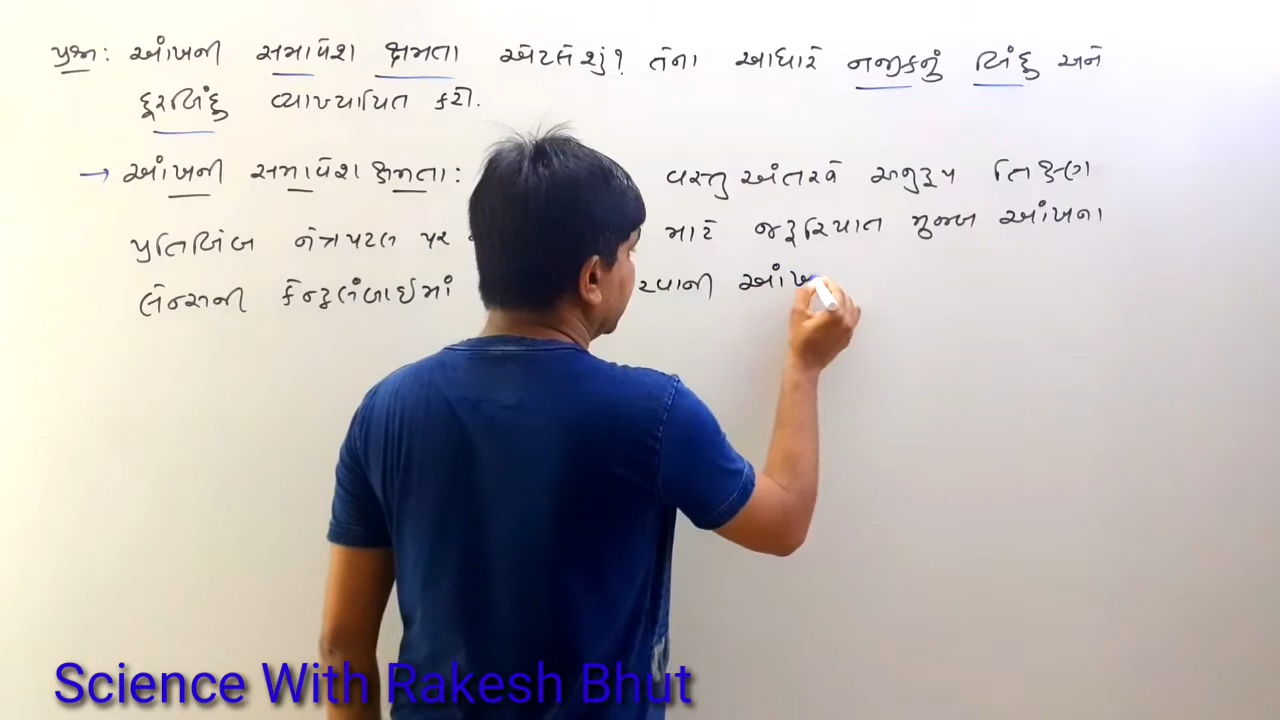 પ્રશ્ન: આંખની સમાવેશ ક્ષમતા એટલે શું? તેના આધારે નજીકનું બિંદુ અને
દૂરબિંદુ વ્યાખ્યાયિત કરો.
→ આંખની સમાવેશ ક્ષમતા: વસ્તુ અંતરને અનુરૂપ તિક્ષ્ણ
પ્રતિબિંબ નેત્રપટલ પર માટે જરૂરિયાત મુજબ આંખના
લેન્સની કેન્દ્રલંબાઈમાં રવાની આંખ
Science With Rakesh Bhut